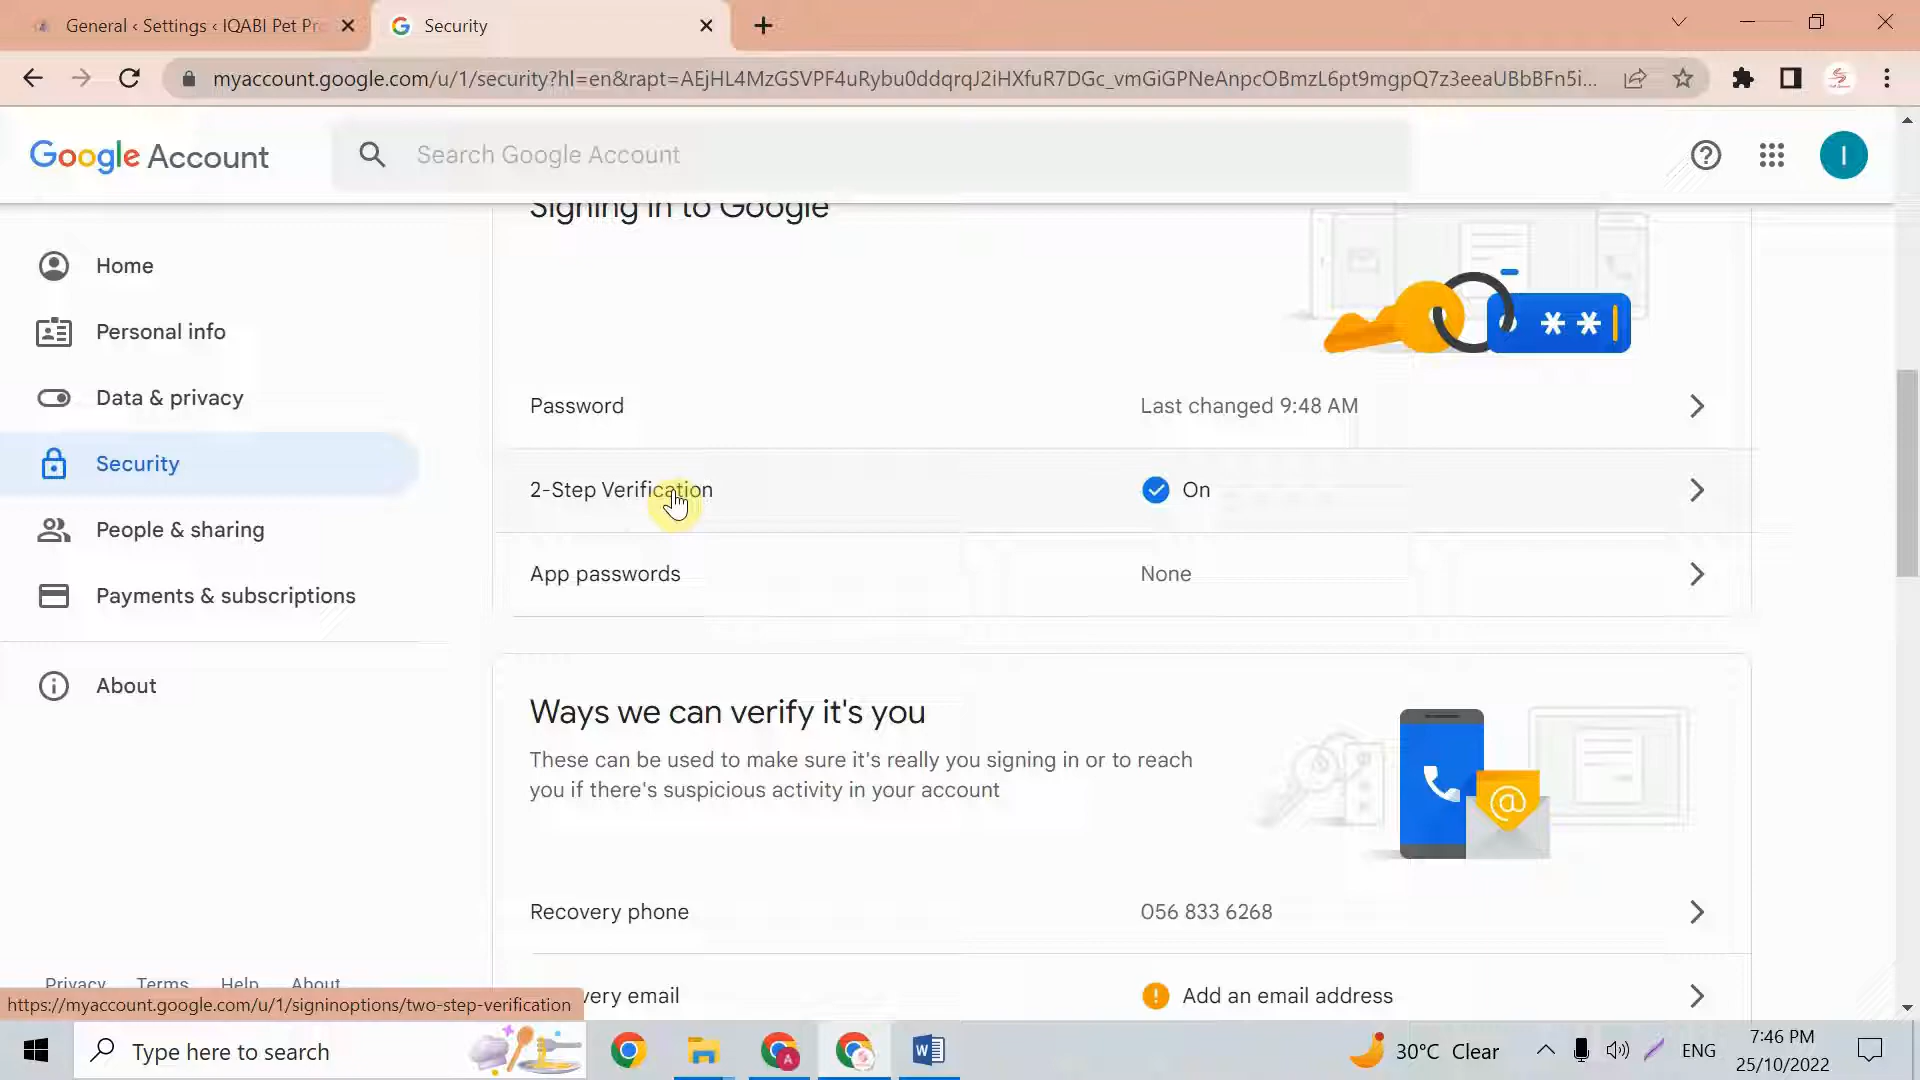 General ‹ Settings ‹ IQABI Pet Pr
Security
myaccount.google.com/u/1/security?hl=en&rapt=AEjHL4MzGSVPF4uRybu0ddqrqJ2iHXfuR7DGc_vmGiGPNeAnpcOBmzL6pt9mgpQ7z3eeaUBbBFn5i...
Google Account
Search Google Account
I
Signing in to Google
Home
Personal info
Data & privacy
Security
People & sharing
Payments & subscriptions
About
**
Password
Last changed 9:48 AM
2-Step Verification
On
App passwords
None
Ways we can verify it's you
These can be used to make sure it's really you signing in or to reach
you if there's suspicious activity in your account
@
Recovery phone
056 833 6268
very email
Add an email address
Privacy Terms Help About
https://myaccount.google.com/u/1/signinoptions/two-step-verification
Type here to search
A
W
30°C Clear
ENG
7:46 PM
25/10/2022